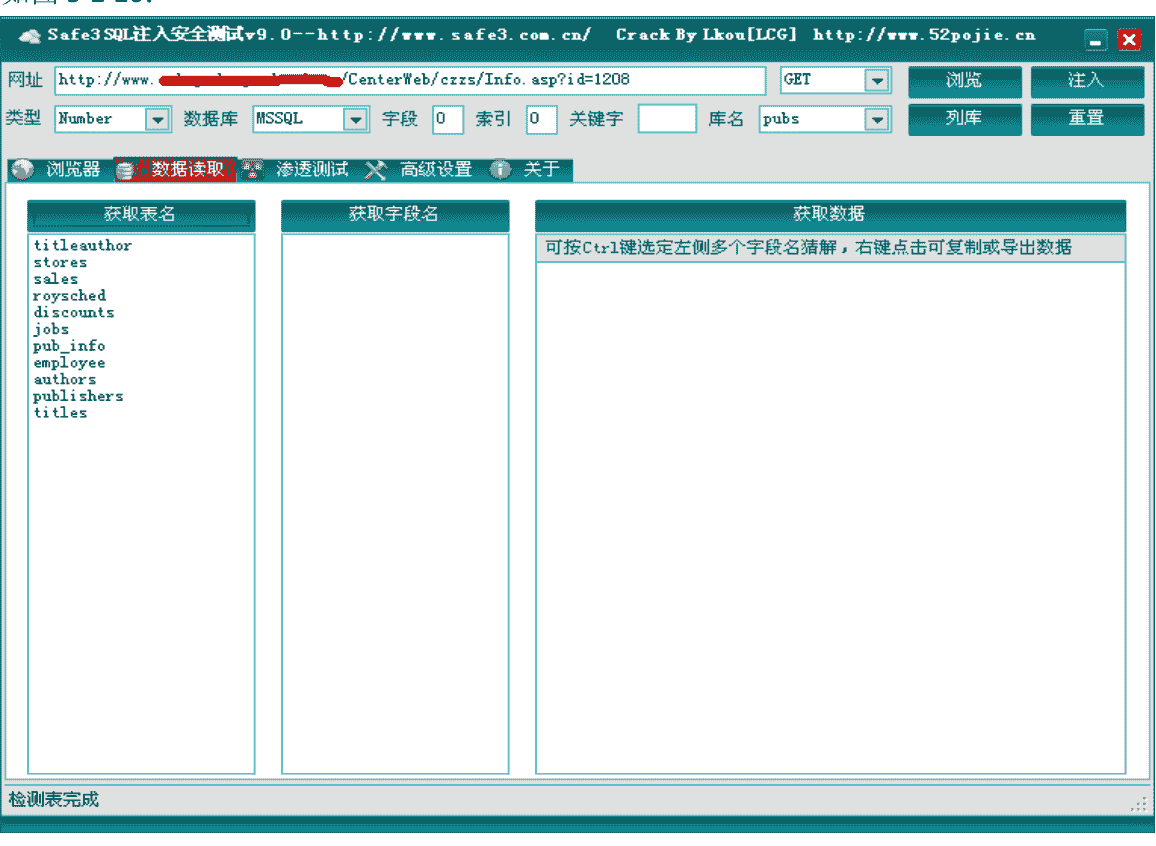 Safe3SQL注入安全测试v9.0--http://www.safe3.com.cn/ Crack By Lkou[LCG] http://www.52pojie.cn
网址 http://www. /CenterWeb/czzs/Info.asp?id=1208 GET 浏览 注入
类型 Number 数据库 MSSQL 字段 0 索引 0 关键字 库名 pubs 列库 重置
浏览器 数据读取 渗透测试 高级设置 关于
获取表名 获取字段名 获取数据
可按Ctrl键选定左侧多个字段名猜解，右键点击可复制或导出数据
titleauthor
stores
sales
roysched
discounts
jobs
pub_info
employee
authors
publishers
titles
检测表完成